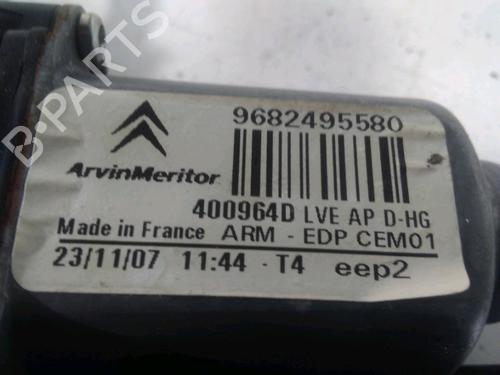 9682495580
ArvinMeritor
400964D LVE AP D-HG
Made in France ARM - EDP CEM01
23/11/07 11:44 - T4 eep2
B-PARTS